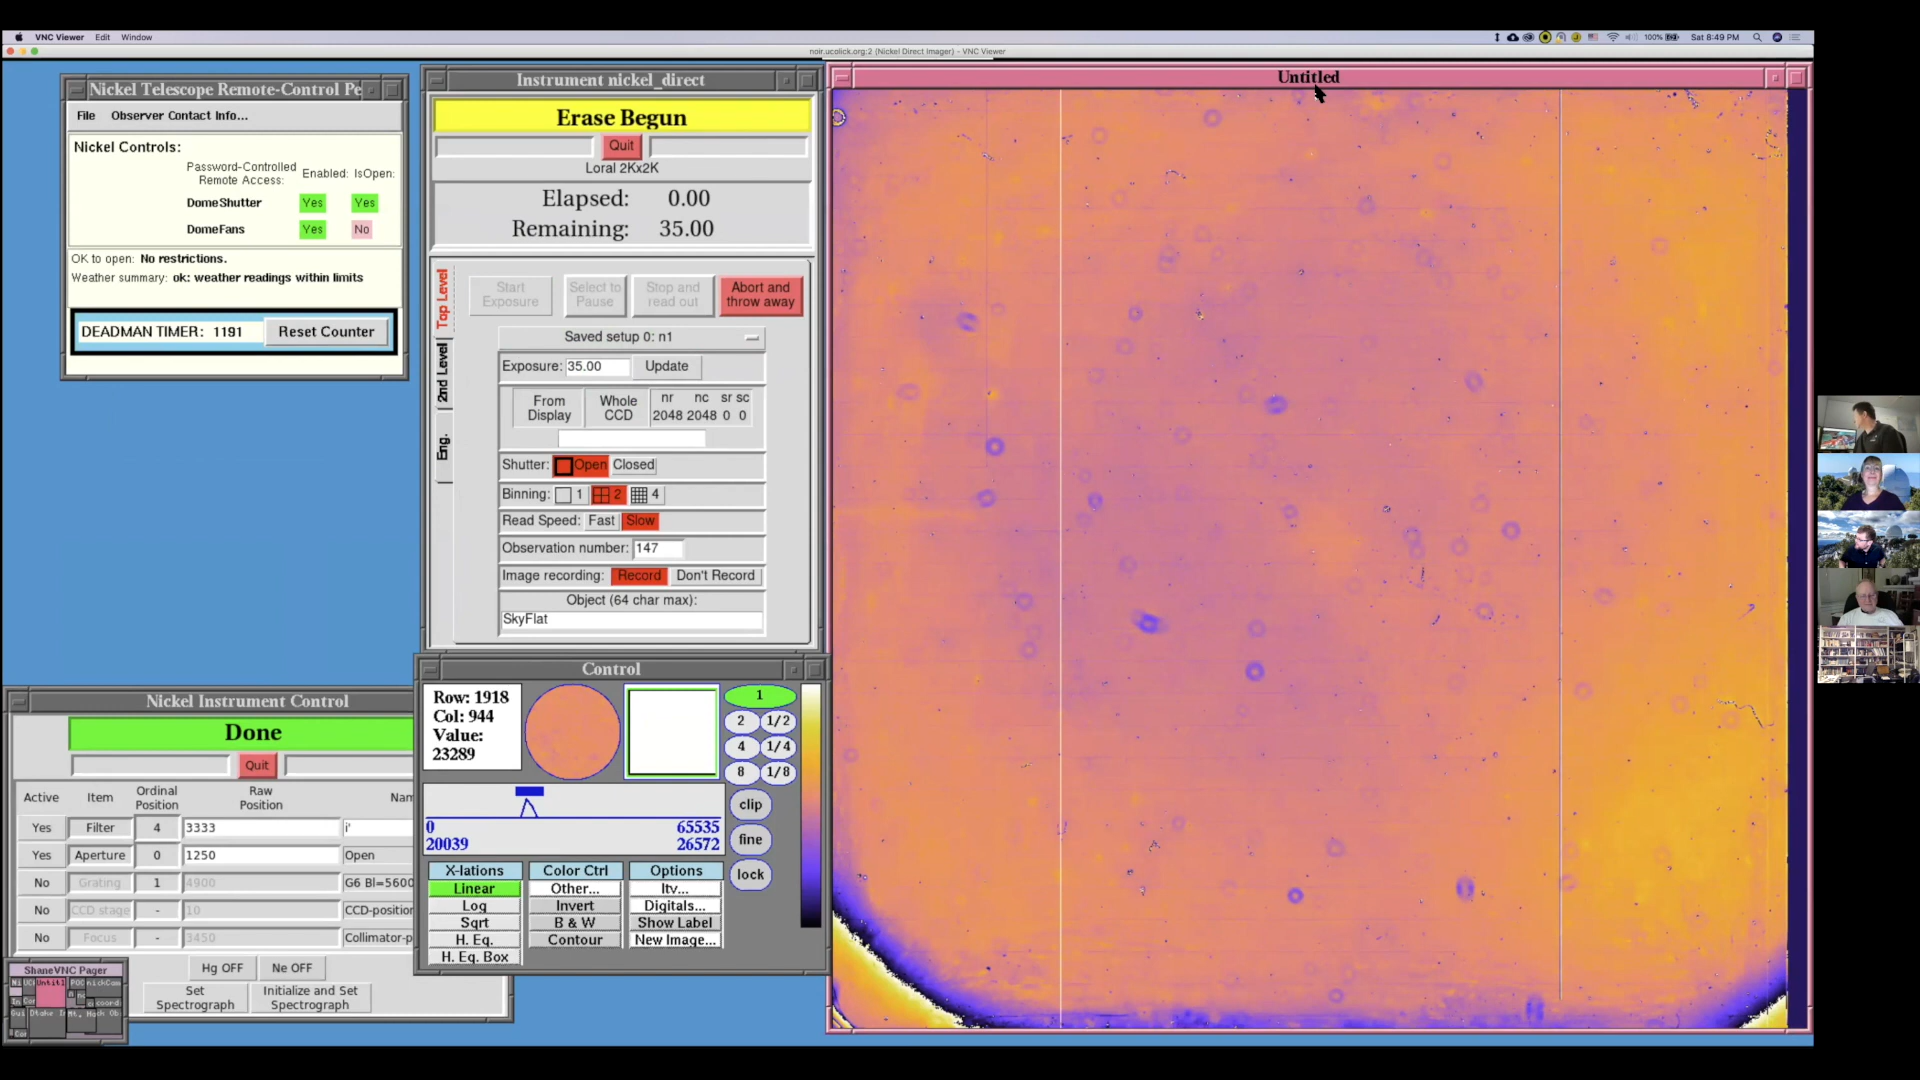 VNC Viewer Edit Window
100% Sat 8:49 PM
noir.ucolick.org:2 (Nickel Direct Imager) - VNC Viewer
Nickel Telescope Remote-Control Pe
File Observer Contact Info...
Nickel Controls:
Password-Controlled
Remote Access:
Enabled: IsOpen:
DomeShutter Yes Yes
DomeFans Yes No
OK to open: No restrictions.
Weather summary: ok: weather readings within limits
DEADMAN TIMER: 1191 Reset Counter
Instrument nickel_direct
Erase Begun
Quit
Loral 2Kx2K
Elapsed: 0.00
Remaining: 35.00
Top Level
2nd Level
Eng.
Start
Exposure
Select to
Pause
Stop and
read out
Abort and
throw away
Saved setup 0: n1
Exposure: 35.00 Update
From
Display
Whole
CCD
nr nc sr sc
2048 2048 0 0
Shutter: Open Closed
Binning: 1 2 4
Read Speed: Fast Slow
Observation number: 147
Image recording: Record Don't Record
Object (64 char max):
SkyFlat
Untitled
Control
Row: 1918
Col: 944
Value:
23289
1
2 1/2
4 1/4
8 1/8
clip
fine
lock
0 65535
20039 26572
X-lations Color Ctrl Options
Linear Other... Itv...
Log Invert Digitals...
Sqrt B & W Show Label
H. Eq. Contour New Image...
H. Eq. Box
Nickel Instrument Control
Done
Quit
Active Item Ordinal
Position Raw
Position Nam
Yes Filter 4 3333 i'
Yes Aperture 0 1250 Open
No Grating 1 4900 G6 Bl=5600
No CCD stage - 10 CCD-position
No Focus - 3450 Collimator-p
Hg OFF Ne OFF
Set
Spectrograph
Initialize and Set
Spectrograph
ShaneVNC Pager